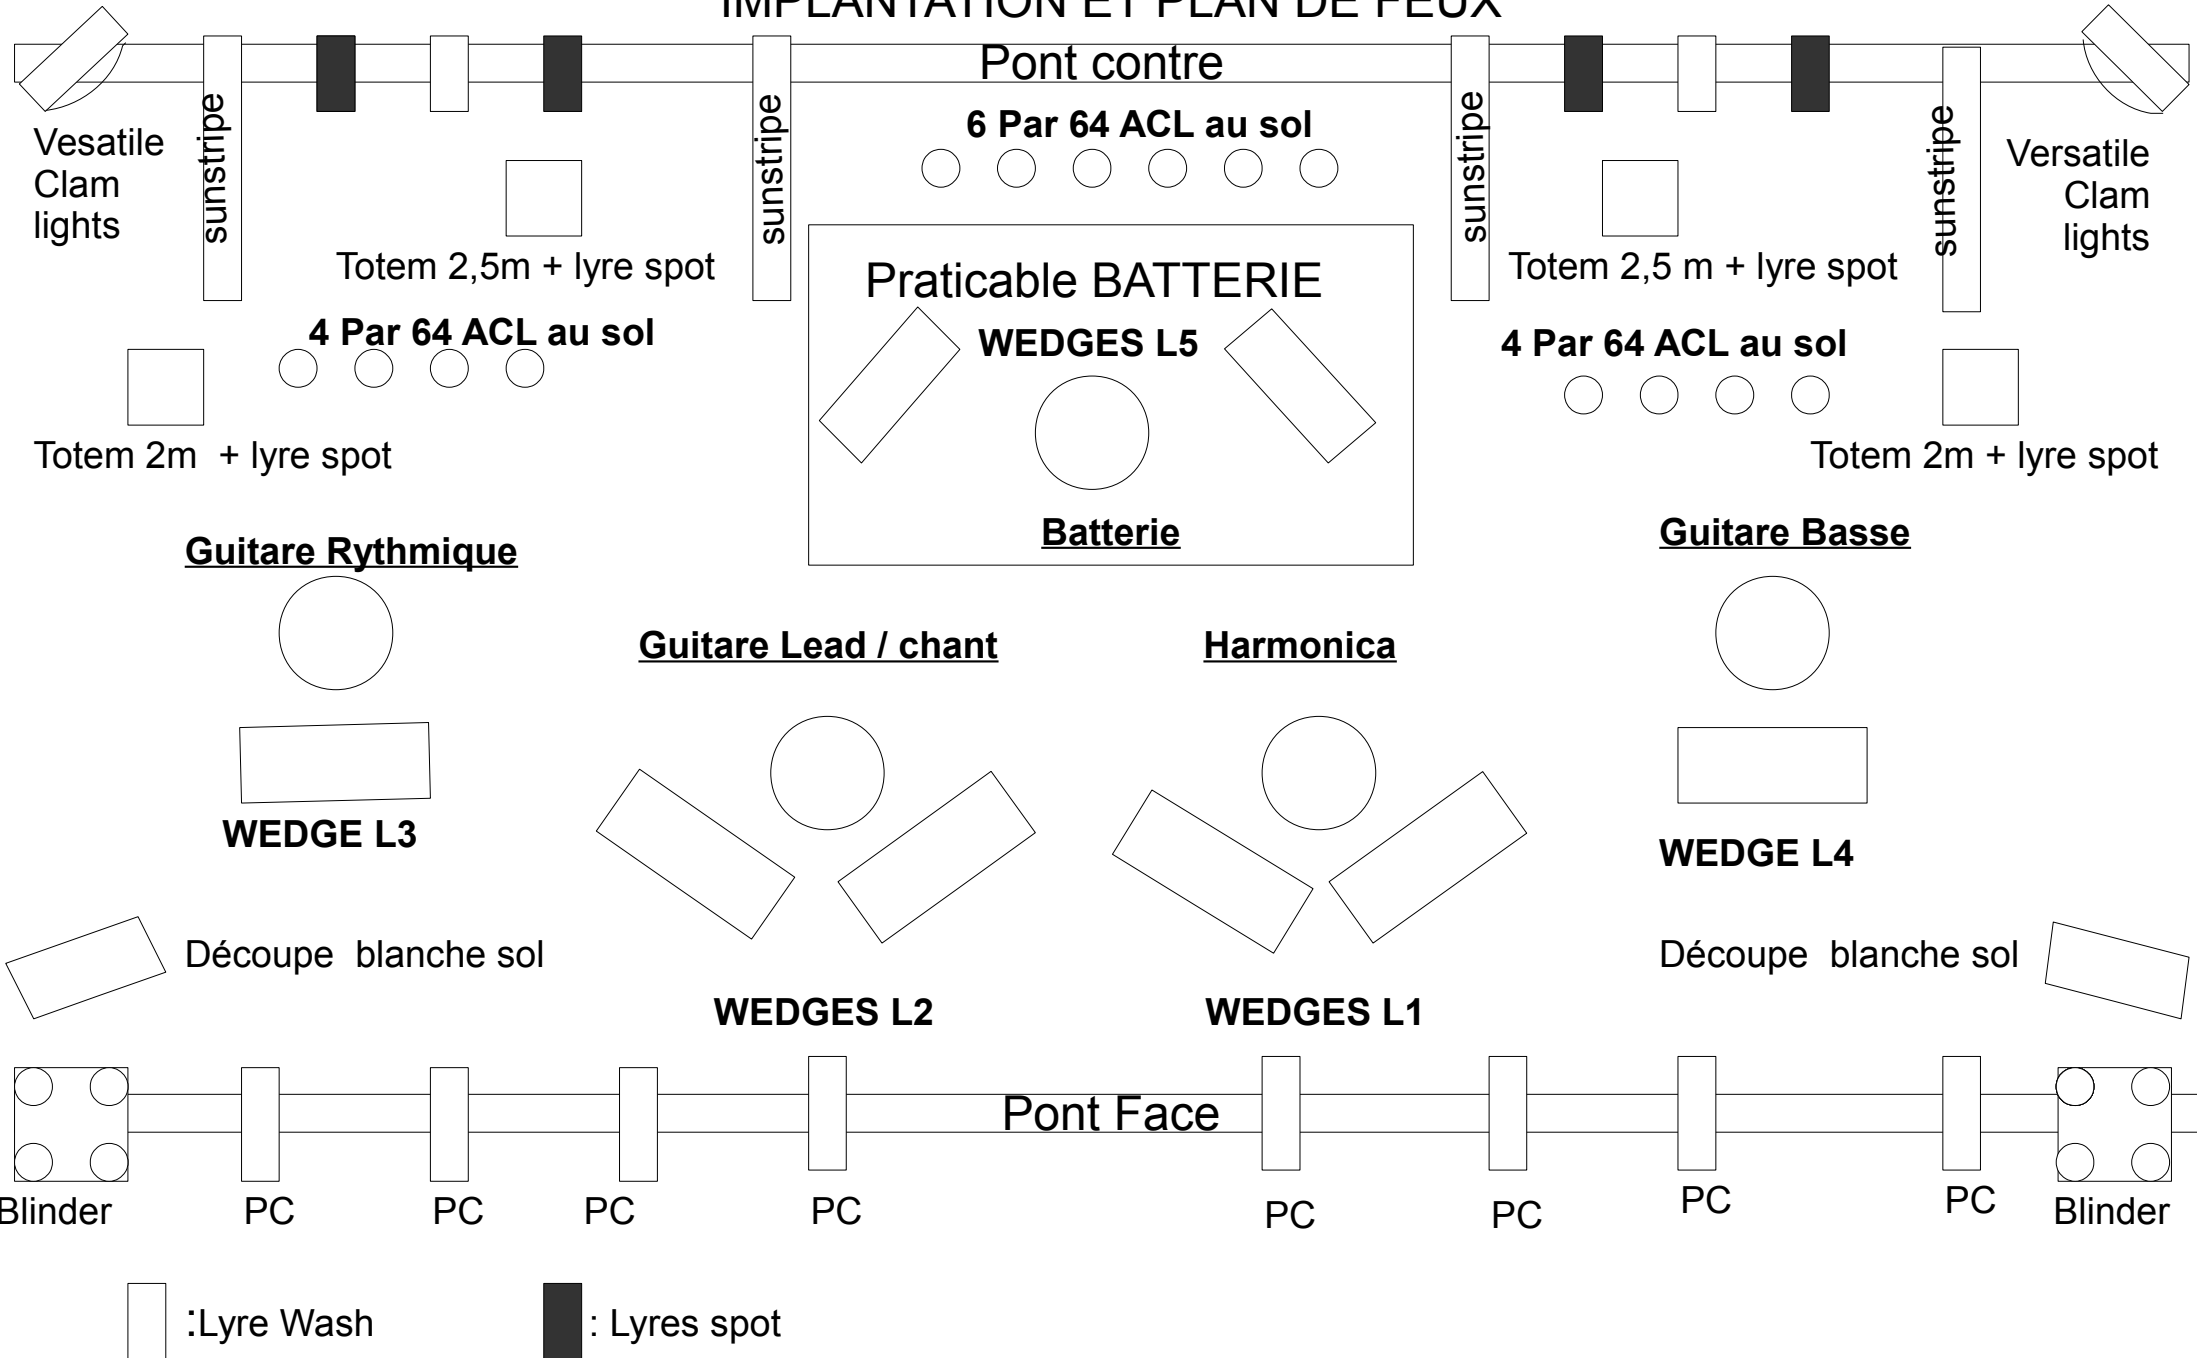 IMPLANTATION ET PLAN DE FEUX
Pont contre
sunstripe
sunstripe
sunstripe
sunstripe
Vesatile
Clam
lights
6 Par 64 ACL au sol
Versatile
Clam
lights
Totem 2,5m + lyre spot
Totem 2,5 m + lyre spot
Praticable BATTERIE
4 Par 64 ACL au sol
WEDGES L5
4 Par 64 ACL au sol
Totem 2m  + lyre spot
Totem 2m + lyre spot
Batterie
Guitare Rythmique
Guitare Basse
Guitare Lead / chant
Harmonica
WEDGE L3
WEDGE L4
Découpe  blanche sol
Découpe  blanche sol
WEDGES L2
WEDGES L1
Pont Face
Blinder
PC
PC
PC
PC
PC
PC
PC
PC
Blinder
:Lyre Wash
: Lyres spot